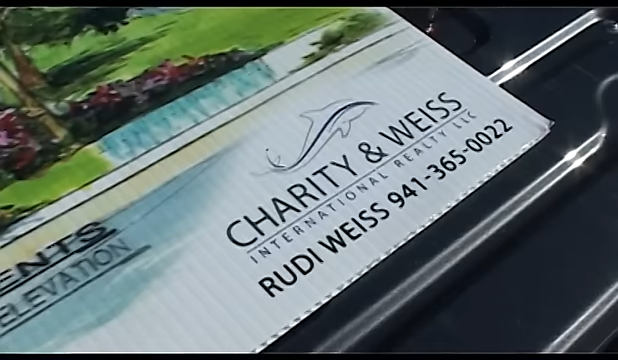 CHARITY & WEISS
INTERNATIONAL REALTY LLC
RUDI WEISS 941-365-0022
ENTS
ELEVATION